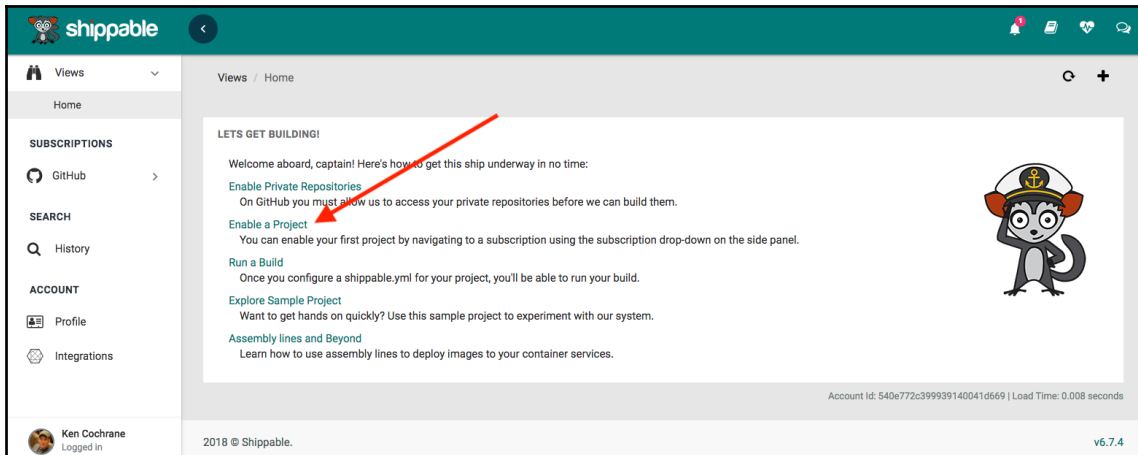 shippable
Views
Home
SUBSCRIPTIONS
GitHub
SEARCH
History
ACCOUNT
Profile
Integrations
Ken Cochrane
Logged in
Views / Home
LETS GET BUILDING!
Welcome aboard, captain! Here's how to get this ship underway in no time:
Enable Private Repositories
On GitHub you must allow us to access your private repositories before we can build them.
Enable a Project
You can enable your first project by navigating to a subscription using the subscription drop-down on the side panel.
Run a Build
Once you configure a shippable.yml for your project, you'll be able to run your build.
Explore Sample Project
Want to get hands on quickly? Use this sample project to experiment with our system.
Assembly lines and Beyond
Learn how to use assembly lines to deploy images to your container services.
Account Id: 540e772c399939140041d669 | Load Time: 0.008 seconds
2018 © Shippable.
v6.7.4